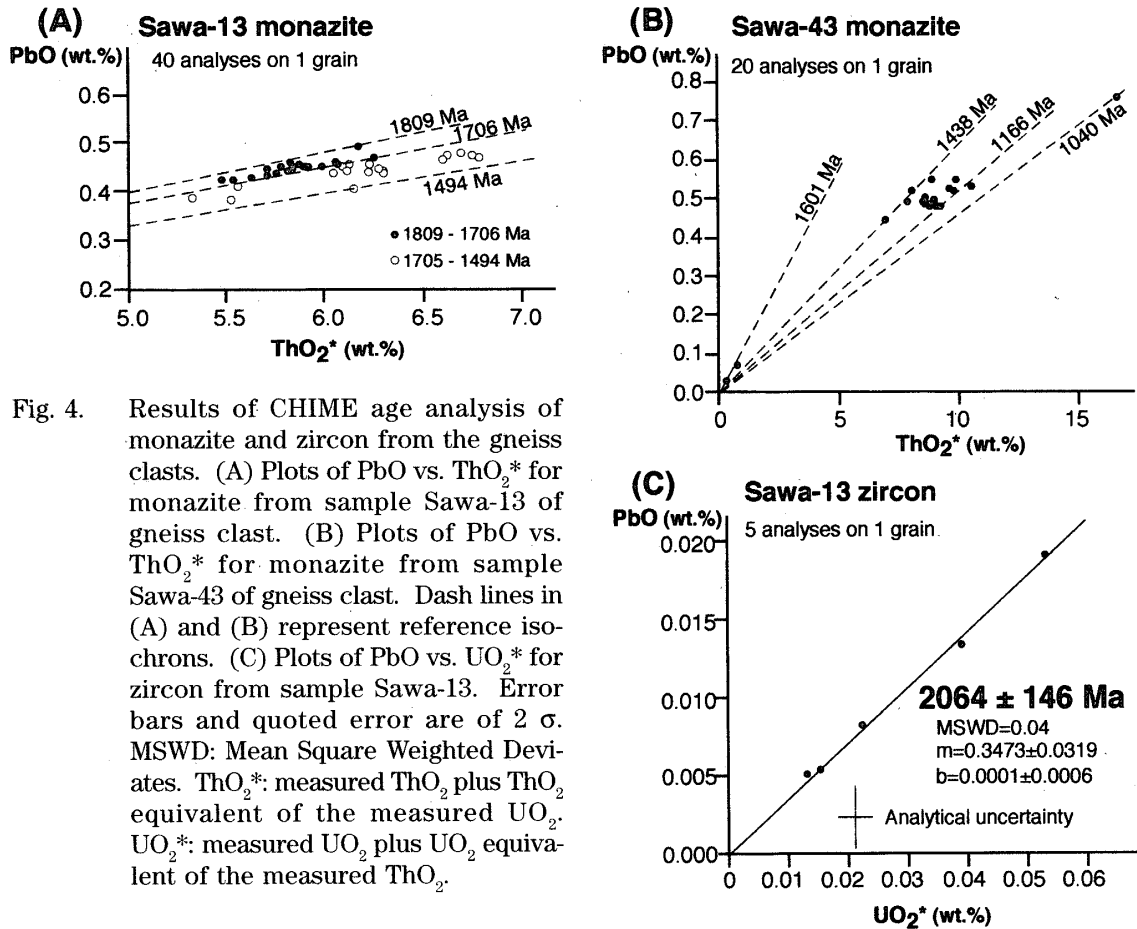 (A)
Sawa-13 monazite
PbO (wt.%)
40 analyses on 1 grain
0.6
0.5
0.4
0.3
0.2
1809 Ma
1706 Ma
1494 Ma
1809 - 1706 Ma
1705 - 1494 Ma
5.0 5.5 6.0 6.5 7.0
ThO2* (wt.%)
(B)
Sawa-43 monazite
PbO (wt.%)
20 analyses on 1 grain
0.8
0.7
0.6
0.5
0.4
0.3
0.2
0.1
0.0
1601 Ma
1438 Ma
1166 Ma
1040 Ma
0 5 10 15
ThO2* (wt.%)
Fig. 4. Results of CHIME age analysis of
monazite and zircon from the gneiss
clasts. (A) Plots of PbO vs. ThO2* for
monazite from sample Sawa-13 of
gneiss clast. (B) Plots of PbO vs.
ThO2* for monazite from sample
Sawa-43 of gneiss clast. Dash lines in
(A) and (B) represent reference iso-
chrons. (C) Plots of PbO vs. UO2* for
zircon from sample Sawa-13. Error
bars and quoted error are of 2 σ.
MSWD: Mean Square Weighted Devi-
ates. ThO2*: measured ThO2 plus ThO2
equivalent of the measured UO2.
UO2*: measured UO2 plus UO2 equiva-
lent of the measured ThO2.
(C)
Sawa-13 zircon
PbO (wt.%)
5 analyses on 1 grain
0.020
0.015
0.010
0.005
0.000
2064 ± 146 Ma
MSWD=0.04
m=0.3473±0.0319
b=0.0001±0.0006
Analytical uncertainty
0 0.01 0.02 0.03 0.04 0.05 0.06
UO2* (wt.%)